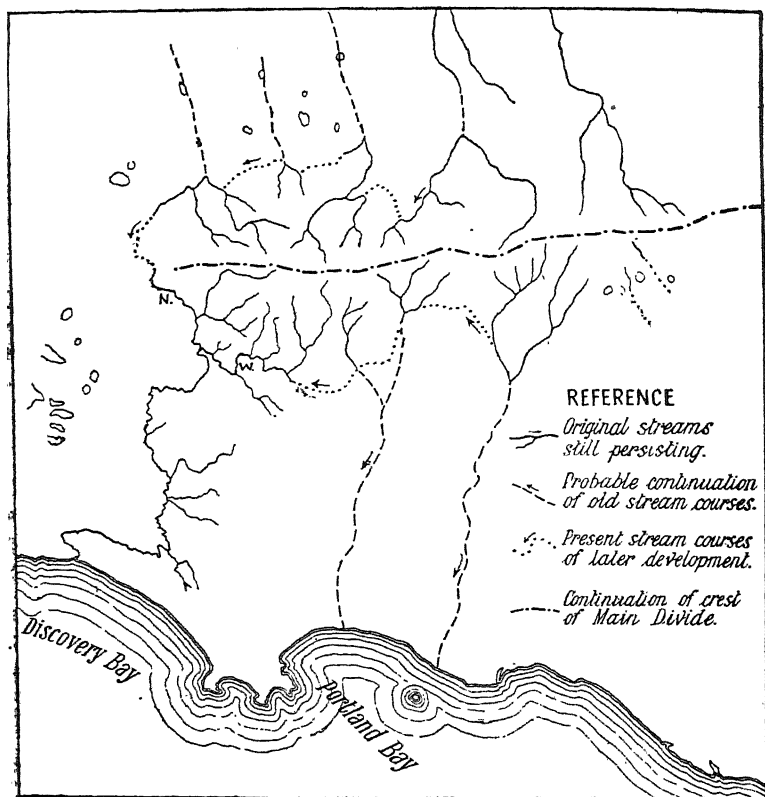 c
N.
W.
REFERENCE
Original streams
still persisting.
Probable continuation
of old stream courses.
Present stream courses
of later development.
Continuation of crest
of Main Divide.
Discovery Bay
Portland Bay